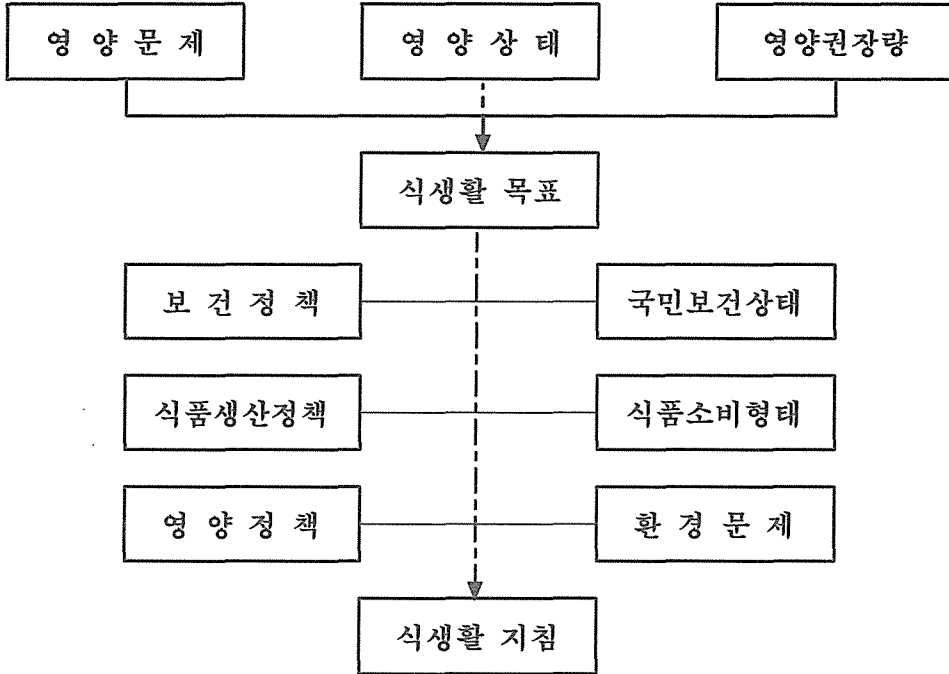 영 양 문 제
영 양 상 태
영양권장량
식생활 목표
보 건 정 책
국민보건상태
식품생산정책
식품소비형태
영 양 정 책
환 경 문 제
식생활 지침